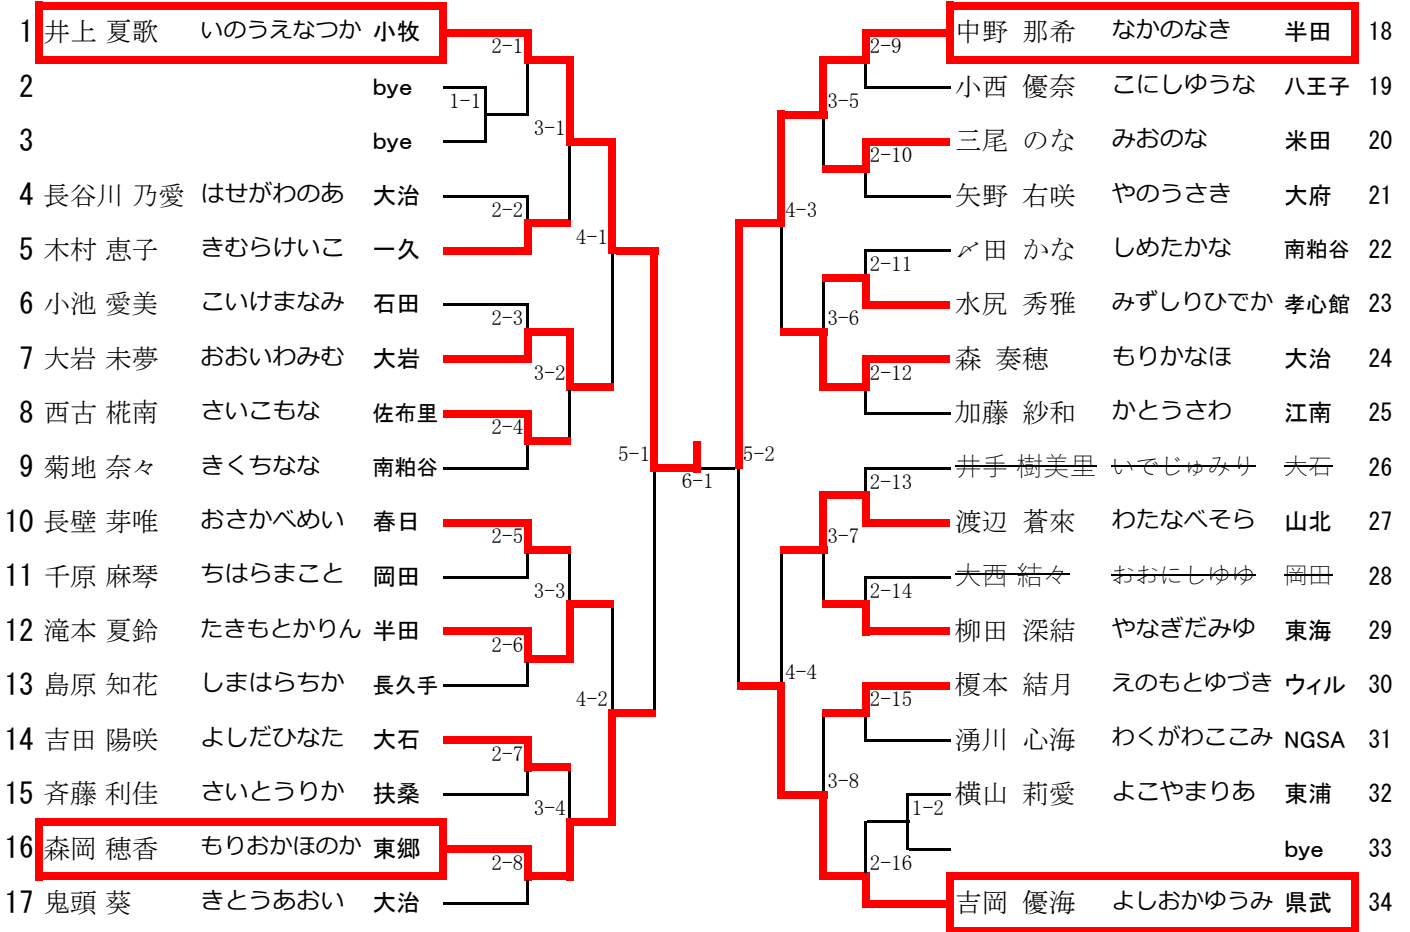 1 井上 夏歌 いのうえなつか 小牧
2 bye
3 bye
4 長谷川 乃愛 はせがわのあ 大治
5 木村 恵子 きむらけいこ 一久
6 小池 愛美 こいけまなみ 石田
7 大岩 未夢 おおいわみむ 大岩
8 西古 椛南 さいこもな 佐布里
9 菊地 奈々 きくちなな 南粕谷
10 長壁 芽唯 おさかべめい 春日
11 千原 麻琴 ちはらまこと 岡田
12 滝本 夏鈴 たきもとかりん 半田
13 島原 知花 しまはらちか 長久手
14 吉田 陽咲 よしだひなた 大石
15 斉藤 利佳 さいとうりか 扶桑
16 森岡 穂香 もりおかほのか 東郷
17 鬼頭 葵 きとうあおい 大治
2-1
1-1
3-1
2-2
4-1
2-3
3-2
2-4
5-1
2-5
3-3
2-6
4-2
2-7
3-4
2-8
6-1
中野 那希 なかのなき 半田 18
小西 優奈 こにしゆうな 八王子 19
三尾 のな みおのな 米田 20
矢野 右咲 やのうさき 大府 21
〆田 かな しめたかな 南粕谷 22
水尻 秀雅 みずしりひでか 孝心館 23
森 奏穂 もりかなほ 大治 24
加藤 紗和 かとうさわ 江南 25
井手 樹美里 いでじゅみり 大石 26
渡辺 蒼來 わたなべそら 山北 27
大西 結々 おおにしゆゆ 岡田 28
柳田 深結 やなぎだみゆ 東海 29
榎本 結月 えのもとゆづき ウィル 30
湧川 心海 わくがわここみ NGSA 31
横山 莉愛 よこやまりあ 東浦 32
bye 33
吉岡 優海 よしおかゆうみ 県武 34
2-9
3-5
2-10
4-3
2-11
3-6
2-12
5-2
2-13
3-7
2-14
4-4
2-15
3-8
1-2
2-16